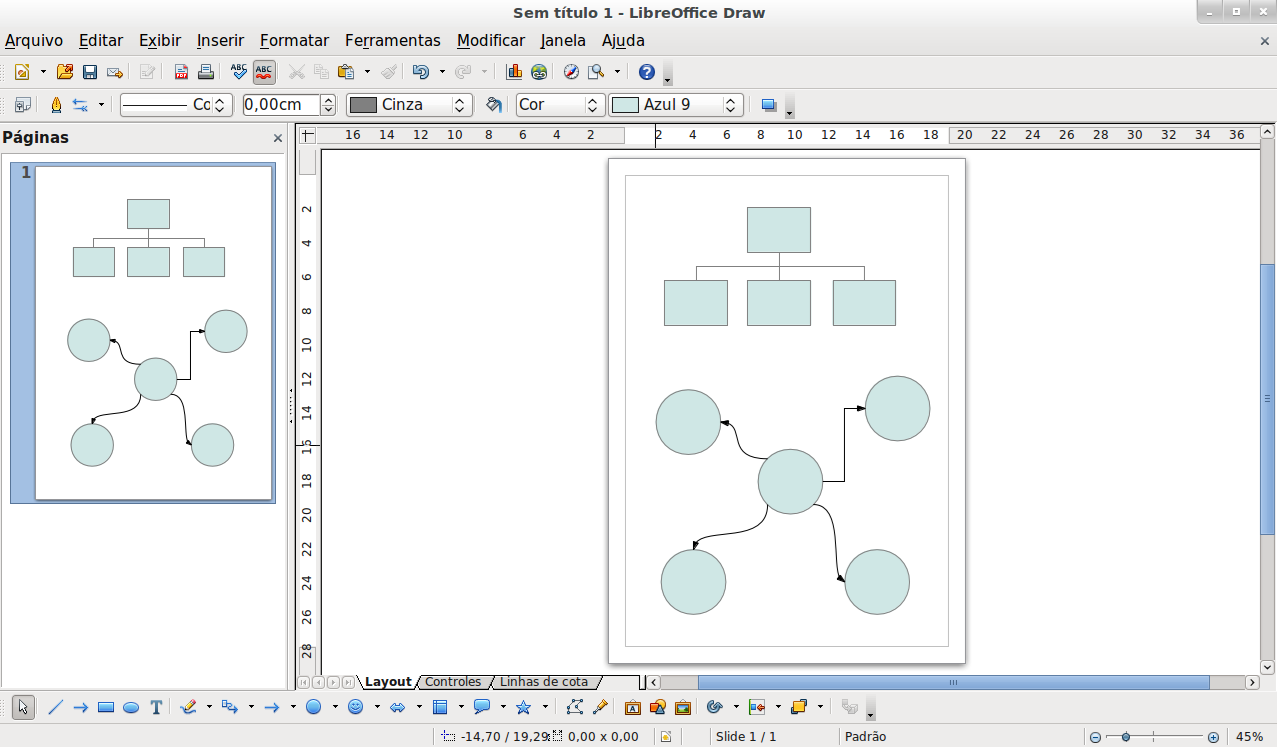 Sem título 1 - LibreOffice Draw
Arquivo Editar Exibir Inserir Formatar Ferramentas Modificar Janela Ajuda
ABC ABC
0,00cm Cinza Cor Azul 9
Páginas
16 14 12 10 8 6 4 2 2 4 6 8 10 12 14 16 18 20 22 24 26 28 30 32 34 36
1
2
4
6
8
10
12
14
16
18
20
22
24
26
28
Layout Controles Linhas de cota
T
-14,70 / 19,29 0,00 x 0,00 Slide 1 / 1 Padrão 45%